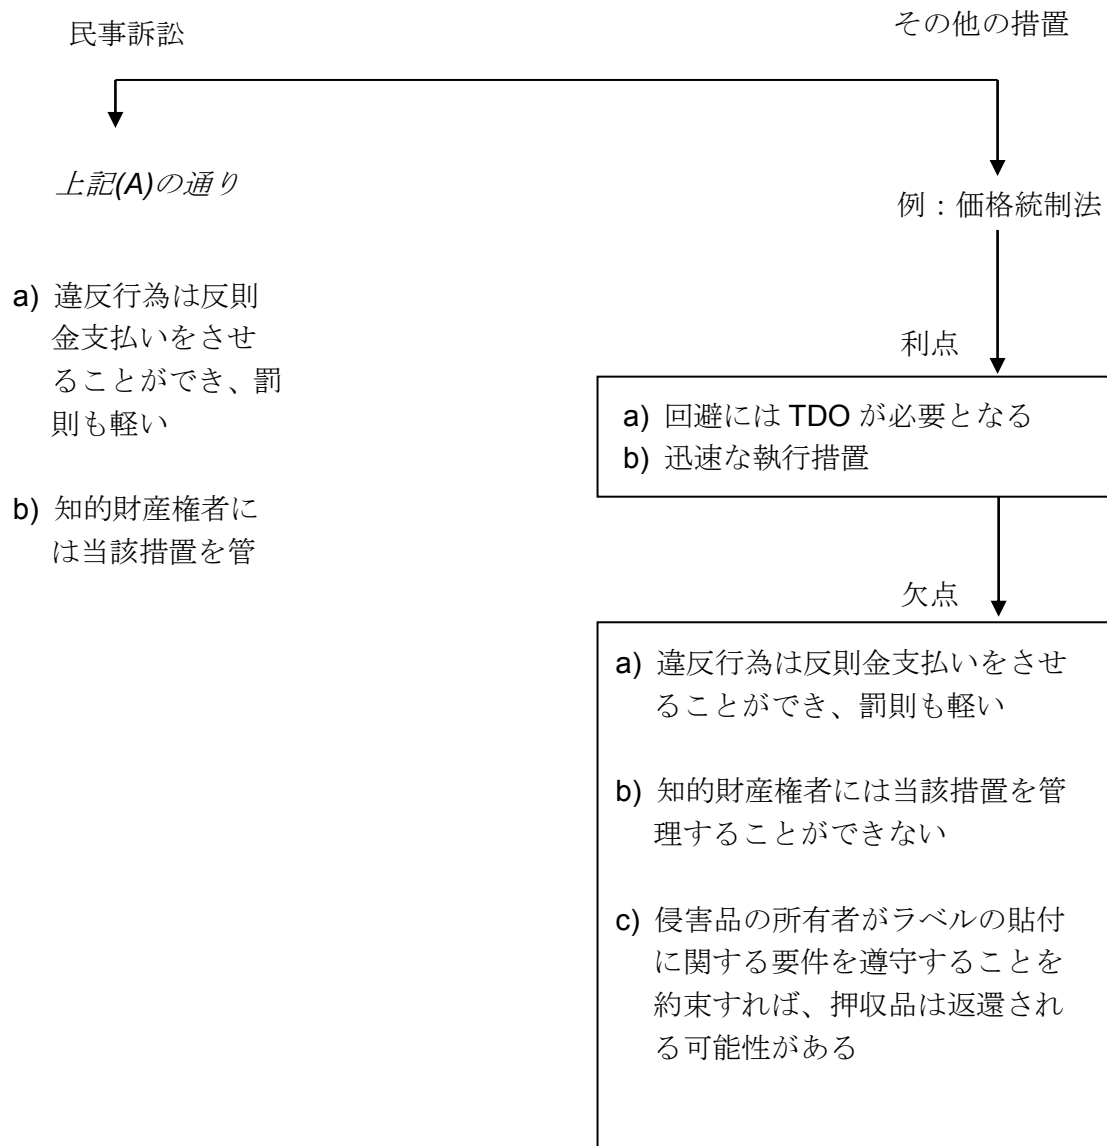 民事訴訟
その他の措置
上記(A)の通り
例：価格統制法
a) 違反行為は反則
金支払いをさせ
ることができ、罰
則も軽い
b) 知的財産権者に
は当該措置を管
利点
a) 回避には TDO が必要となる
b) 迅速な執行措置
欠点
a) 違反行為は反則金支払いをさせ
ることができ、罰則も軽い
b) 知的財産権者には当該措置を管
理することができない
c) 侵害品の所有者がラベルの貼付
に関する要件を遵守することを
約束すれば、押収品は返還され
る可能性がある